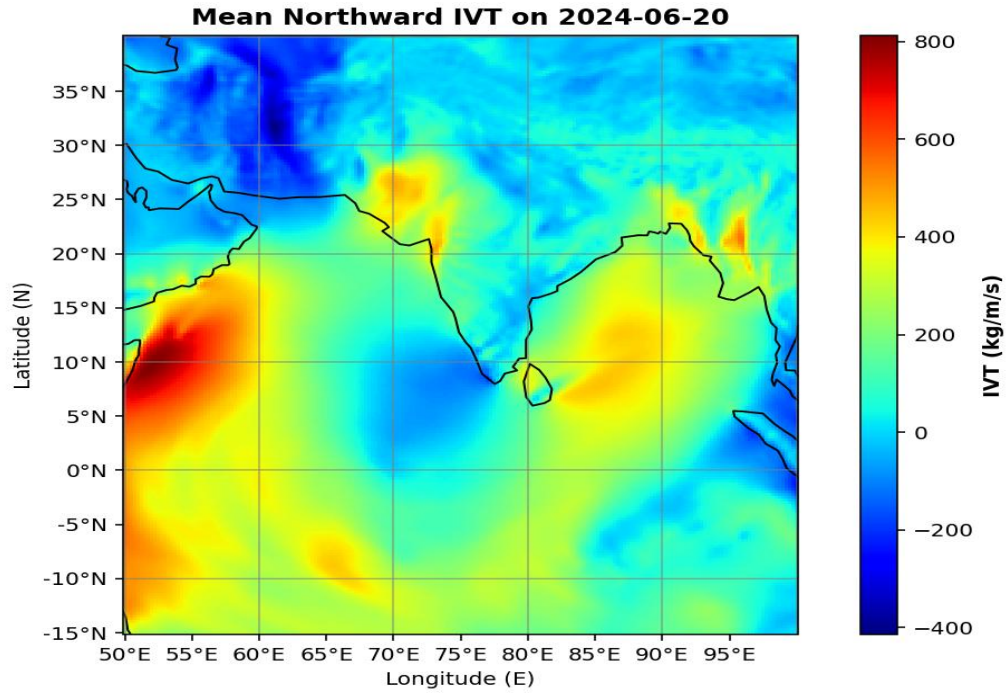 Mean Northward IVT on 2024-06-20
35°N
30°N
25°N
20°N
15°N
10°N
5°N
0°N
-5°N
-10°N
-15°N
Latitude (N)
50°E 55°E 60°E 65°E 70°E 75°E 80°E 85°E 90°E 95°E
Longitude (E)
800
600
400
200
0
−200
−400
IVT (kg/m/s)